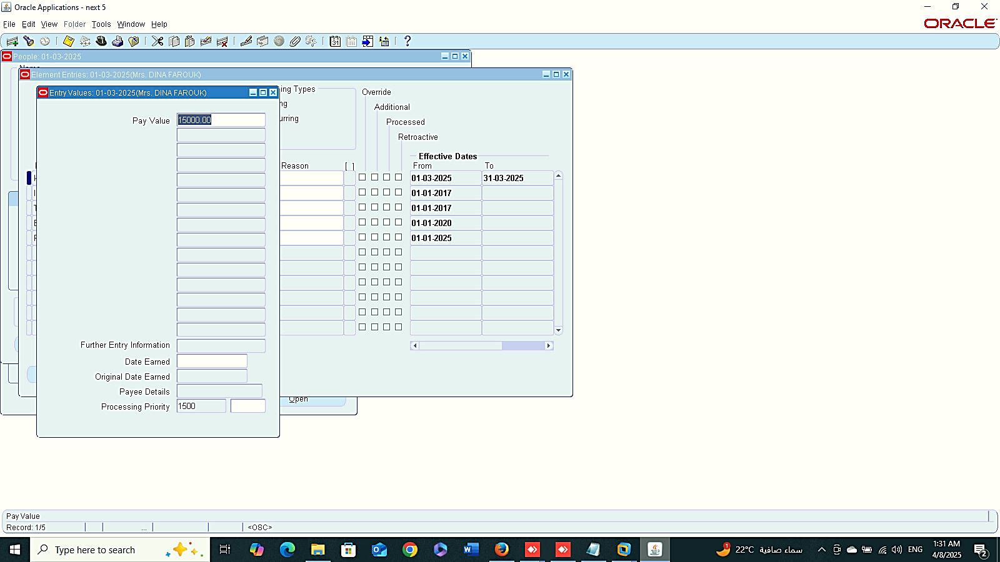 Oracle Applications - next 5
File Edit View Folder Tools Window Help
ORACLE
People: 01-03-2025
Element Entries: 01-03-2025(Mrs. DINA FAROUK)
Entry Values: 01-03-2025(Mrs. DINA FAROUK)
ing Types
Override
Additional
Processed
Retroactive
Pay Value 15000.00
Effective Dates
Reason [ ] From To
01-03-2025 31-03-2025
01-01-2017
01-01-2017
01-01-2020
01-01-2025
Further Entry Information
Date Earned
Original Date Earned
Payee Details
Processing Priority 1500
Open
Pay Value
Record: 1/5 ... <OSC>
Type here to search
22°C سماء صافية
ENG
1:31 AM
4/8/2025
2